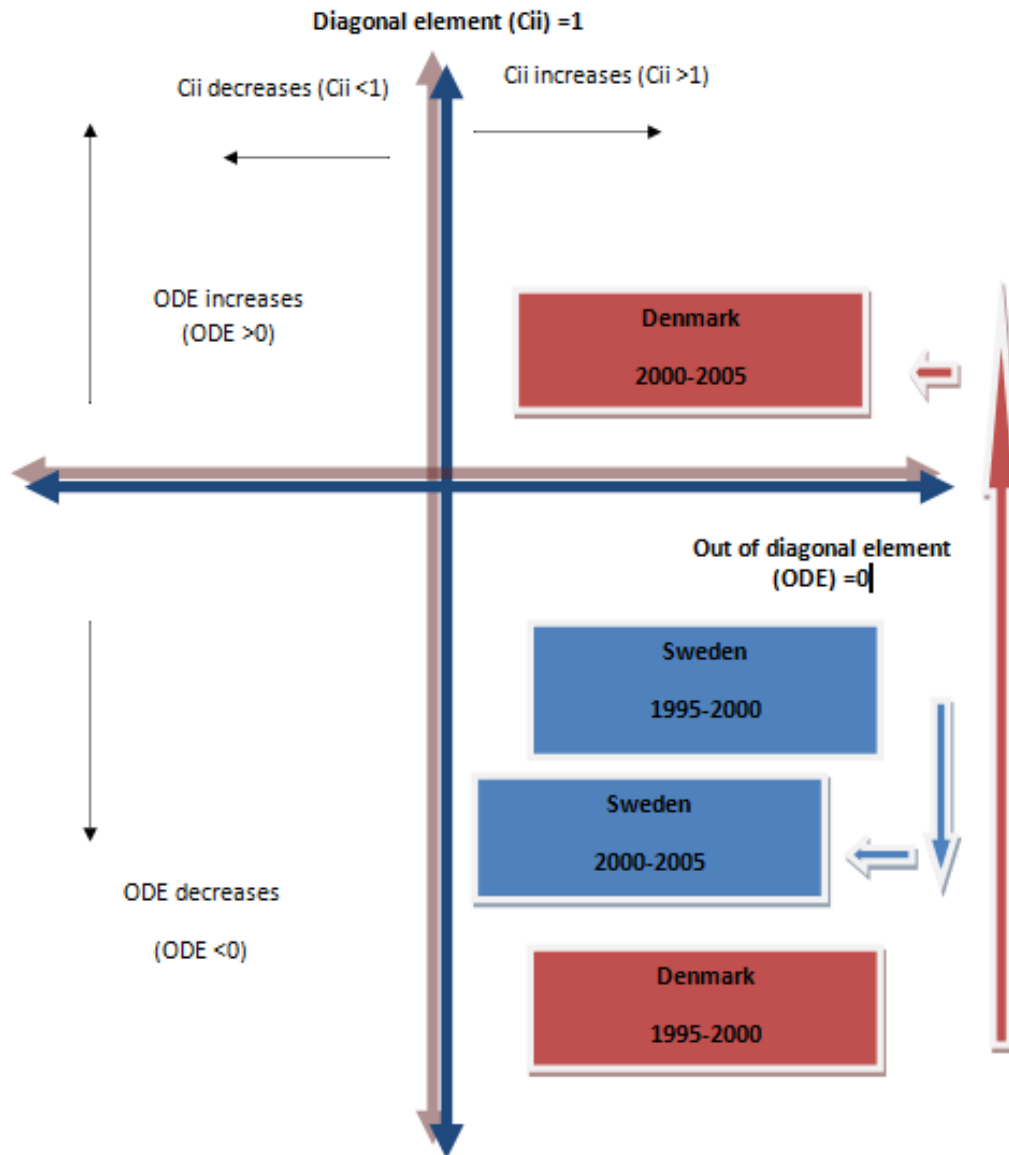 Diagonal element (Cii) =1
Cii decreases (Cii <1)
Cii increases (Cii >1)
ODE increases
(ODE >0)
Denmark
2000-2005
Out of diagonal element
(ODE) =0
Sweden
1995-2000
Sweden
2000-2005
ODE decreases
(ODE <0)
Denmark
1995-2000